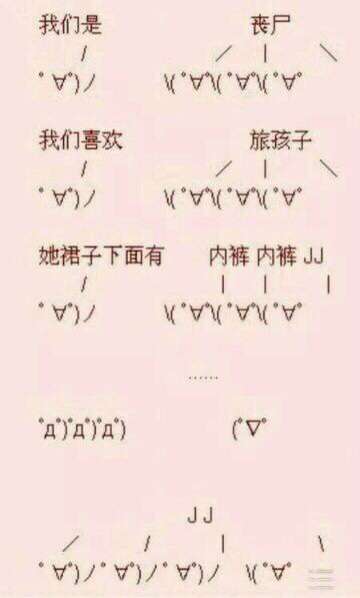 我们是 丧尸
/ ／ | ＼
ﾟ∀ﾟ)ノ \(ﾟ∀ﾟ\(ﾟ∀ﾟ\(ﾟ∀ﾟ
我们喜欢 旅孩子
/ ／ | ＼
ﾟ∀ﾟ)ノ \(ﾟ∀ﾟ\(ﾟ∀ﾟ\(ﾟ∀ﾟ
她裙子下面有 内裤 内裤 JJ
/ | | |
ﾟ∀ﾟ)ノ \(ﾟ∀ﾟ\(ﾟ∀ﾟ\(ﾟ∀ﾟ
……
ﾟдﾟ)ﾟдﾟ)ﾟдﾟ) (ﾟ∇ﾟ
JJ
／ / | \
ﾟ∀ﾟ)ノﾟ∀ﾟ)ノﾟ∀ﾟ)ノ \(ﾟ∀ﾟ